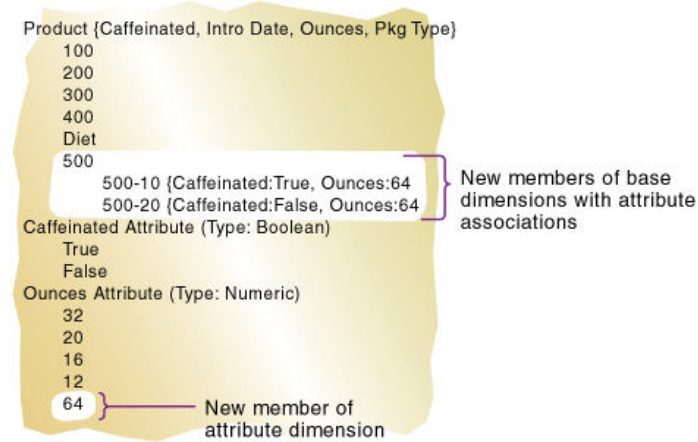 Product {Caffeinated, Intro Date, Ounces, Pkg Type}
100
200
300
400
Diet
500
500-10 {Caffeinated:True, Ounces:64
500-20 {Caffeinated:False, Ounces:64
New members of base
dimensions with attribute
associations
Caffeinated Attribute (Type: Boolean)
True
False
Ounces Attribute (Type: Numeric)
32
20
16
12
64
New member of
attribute dimension